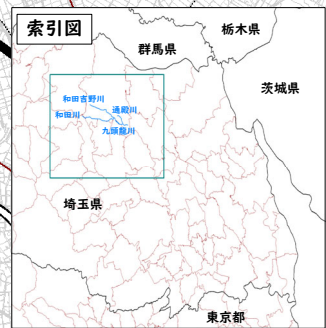 索引図
栃木県
群馬県
茨城県
和田吉野川
通殿川
和田川
九頭龍川
埼玉県
東京都